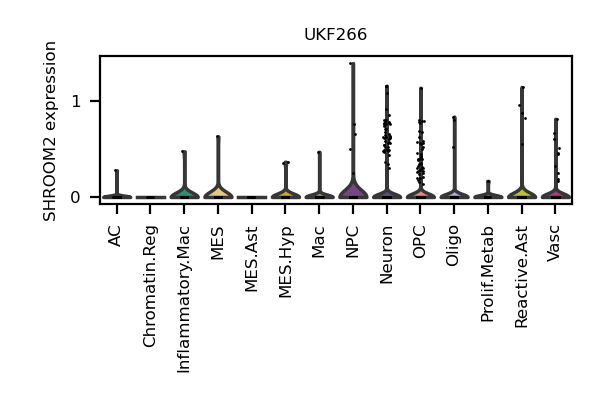 UKF266
SHROOM2 expression
1
0
AC
Chromatin.Reg
Inflammatory.Mac
MES
MES.Ast
MES.Hyp
Mac
NPC
Neuron
OPC
Oligo
Prolif.Metab
Reactive.Ast
Vasc